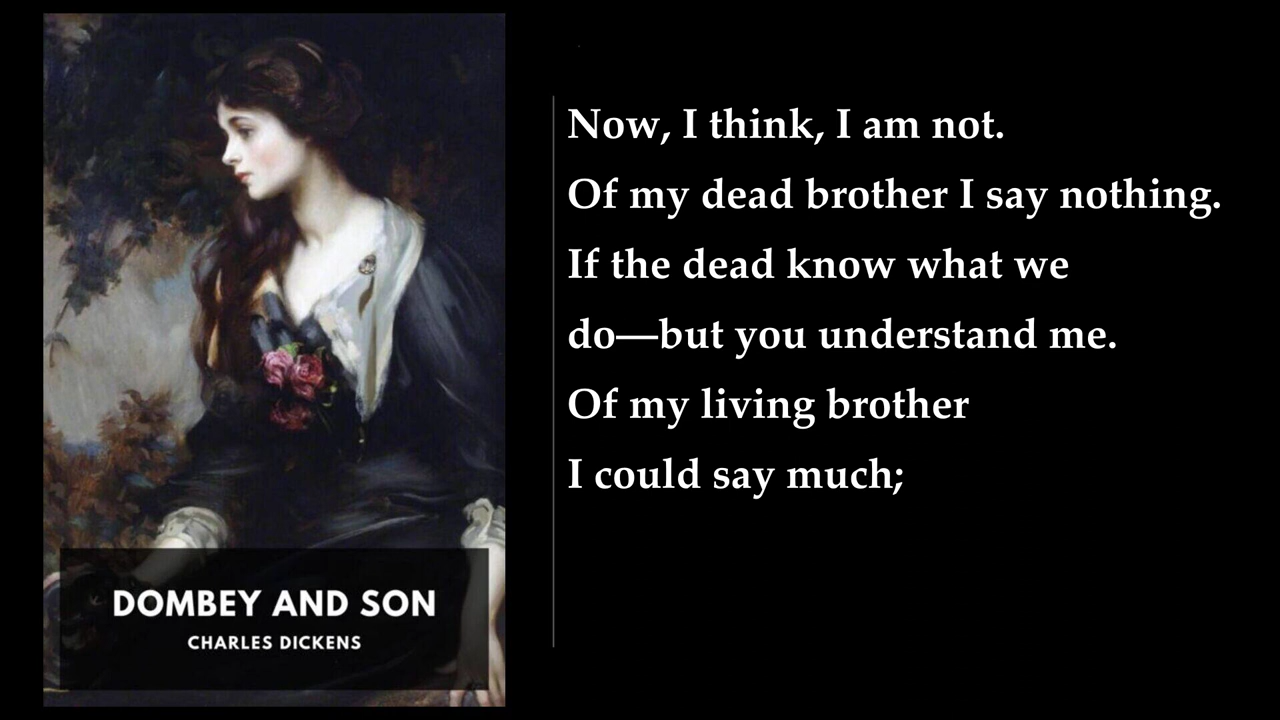 Now, I think, I am not.
Of my dead brother I say nothing.
If the dead know what we
do—but you understand me.
Of my living brother
I could say much;
DOMBEY AND SON
CHARLES DICKENS